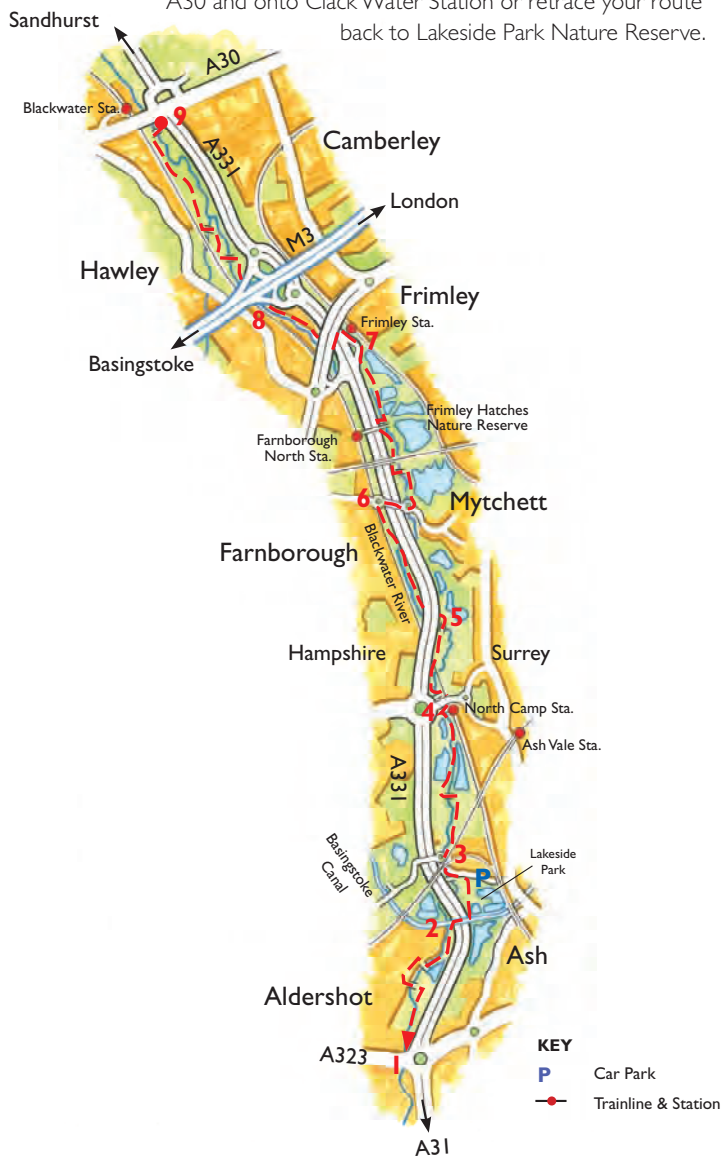 A30 and onto Clack Water Station or retrace your route
back to Lakeside Park Nature Reserve.
Sandhurst
A30
Blackwater Sta.
9
A331
Camberley
London
M3
Hawley
Frimley
8
Frimley Sta.
7
Basingstoke
Frimley Hatches
Nature Reserve
Farnborough
North Sta.
6
Mytchett
Farnborough
Blackwater River
5
Hampshire
Surrey
4
North Camp Sta.
Ash Vale Sta.
A331
Basingstoke
Canal
3
Lakeside
Park
P
2
Ash
Aldershot
A323
1
KEY
P Car Park
Trainline & Station
A31